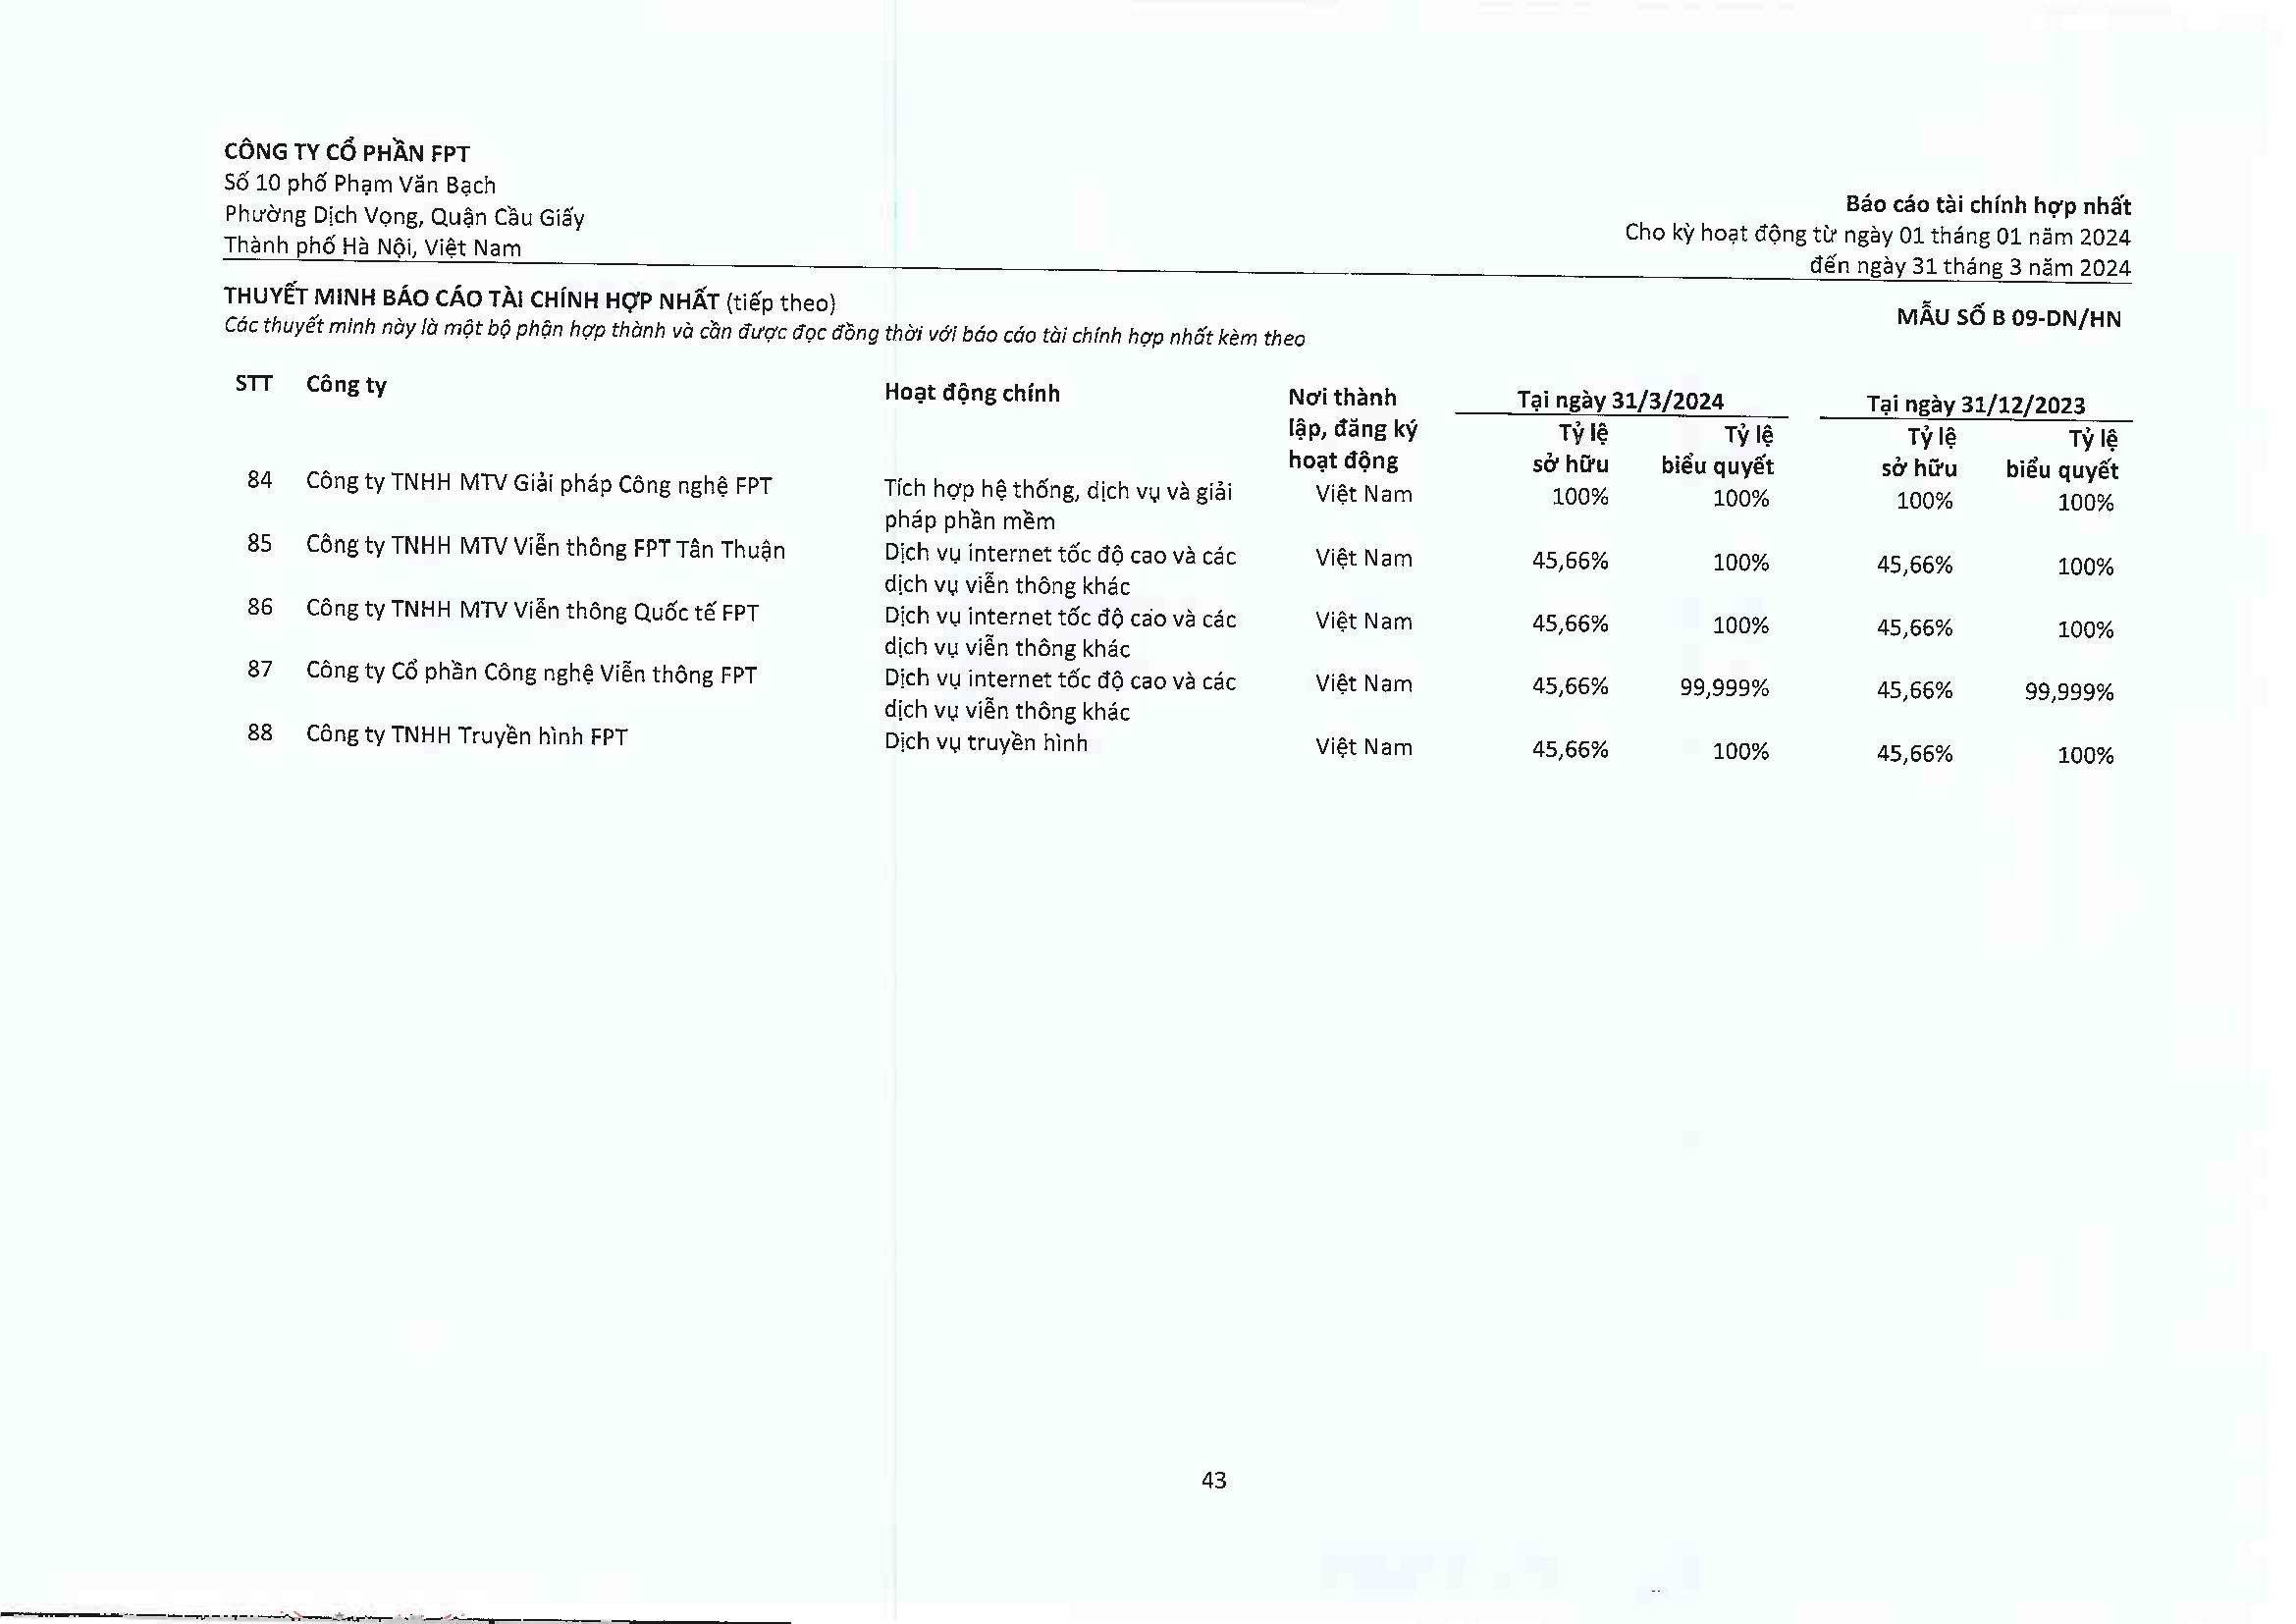 CÔNG TY CỔ PHẦN FPT
Số 10 phố Phạm Văn Bạch
Phường Dịch Vọng, Quận Cầu Giấy
Thành phố Hà Nội, Việt Nam
Báo cáo tài chính hợp nhất
Cho kỳ hoạt động từ ngày 01 tháng 01 năm 2024
đến ngày 31 tháng 3 năm 2024
THUYẾT MINH BÁO CÁO TÀI CHÍNH HỢP NHẤT (tiếp theo)
MẪU SỐ B 09-DN/HN
Các thuyết minh này là một bộ phận hợp thành và cần được đọc đồng thời với báo cáo tài chính hợp nhất kèm theo
STT Công ty Hoạt động chính Nơi thành Tại ngày 31/3/2024 Tại ngày 31/12/2023
lập, đăng ký Tỷ lệ Tỷ lệ Tỷ lệ Tỷ lệ
hoạt động sở hữu biểu quyết sở hữu biểu quyết
84 Công ty TNHH MTV Giải pháp Công nghệ FPT Tích hợp hệ thống, dịch vụ và giải Việt Nam 100% 100% 100% 100%
pháp phần mềm
85 Công ty TNHH MTV Viễn thông FPT Tân Thuận Dịch vụ internet tốc độ cao và các Việt Nam 45,66% 100% 45,66% 100%
dịch vụ viễn thông khác
86 Công ty TNHH MTV Viễn thông Quốc tế FPT Dịch vụ internet tốc độ cao và các Việt Nam 45,66% 100% 45,66% 100%
dịch vụ viễn thông khác
87 Công ty Cổ phần Công nghệ Viễn thông FPT Dịch vụ internet tốc độ cao và các Việt Nam 45,66% 99,999% 45,66% 99,999%
dịch vụ viễn thông khác
88 Công ty TNHH Truyền hình FPT Dịch vụ truyền hình Việt Nam 45,66% 100% 45,66% 100%
43